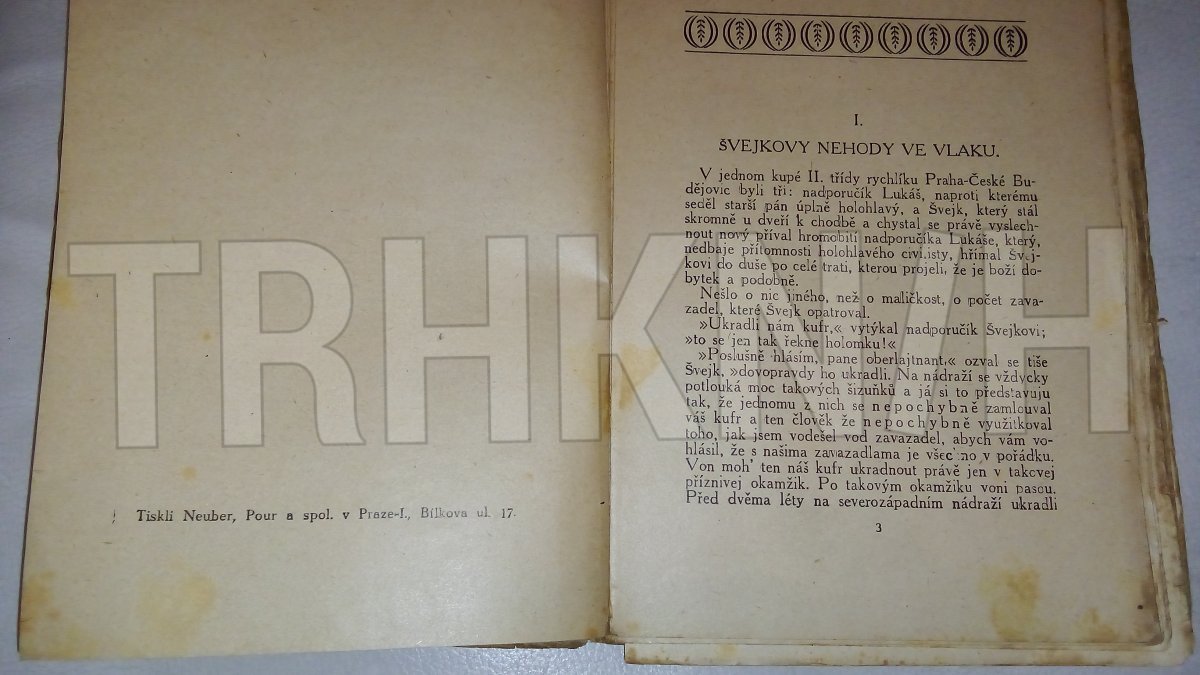 Tiskli Neuber, Pour a spol. v Praze-I., Bílkova ul. 17.
I.
ŠVEJKOVY NEHODY VE VLAKU.
V jednom kupé II. třídy rychlíku Praha-České Bu-
dějovic byli tři: nadporučík Lukáš, naproti kterému
seděl starší pán úplně holohlavý, a Švejk, který stál
skromně u dveří k chodbě a chystal se právě vyslech-
nout nový příval hromobití nadporučíka Lukáše, který,
nedbaje přítomnosti holohlavého civilisty, hřímal Švej-
kovi do duše po celé trati, kterou projeli, že je boží do-
bytek a podobně.
Nešlo o nic jiného, než o maličkost, o počet zava-
zadel, které Švejk opatroval.
»Ukradli nám kufr,« vytýkal nadporučík Švejkovi;
»to se jen tak řekne holomku!«
»Poslušně hlásím, pane oberlajtnant,« ozval se tiše
Švejk, »dovopravdy ho ukradli. Na nádraží se vždycky
potlouká moc takových šizuňků a já si to představuju
tak, že jednomu z nich se nepochybně zamlouval
váš kufr a ten člověk že nepochybně využitkoval
toho, jak jsem vodešel vod zavazadel, abych vám vo-
hlásil, že s našima zavazadlama je všechno v pořádku.
Von moh' ten náš kufr ukradnout právě jen v takovej
příznivej okamžik. Po takovým okamžiku voni pasou.
Před dvěma léty na severozápadním nádraží ukradli
3
TRHKNIH